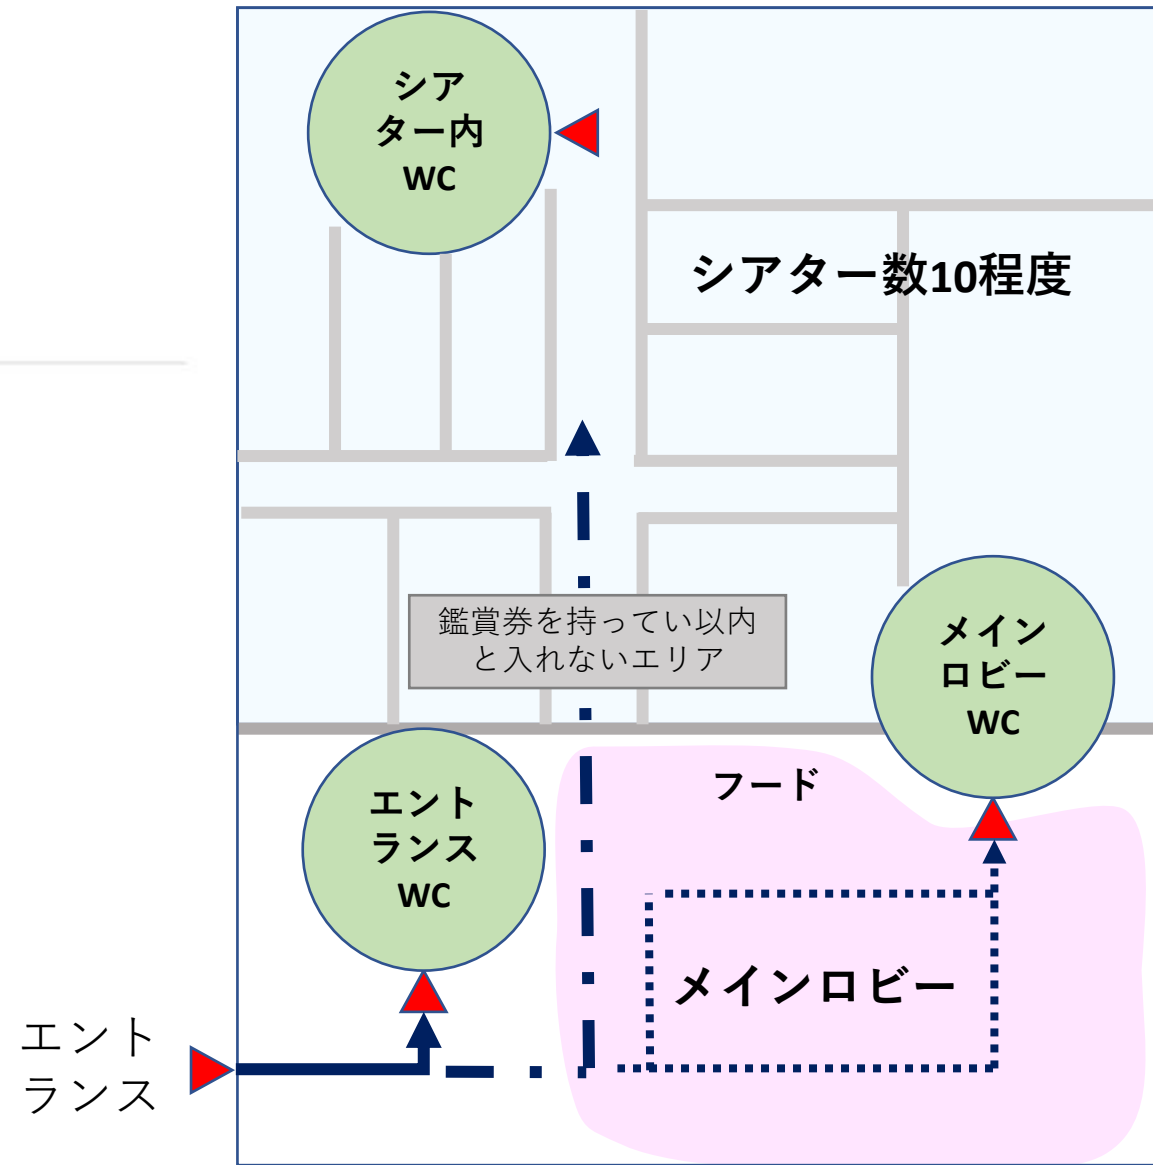 シア
ター内
WC
シアター数10程度
鑑賞券を持ってい以内
と入れないエリア
メイン
ロビー
WC
フード
エント
ランス
WC
メインロビー
エント
ランス